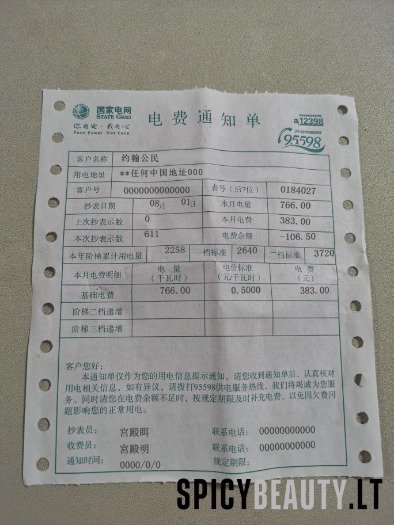 国家电网
STATE GRID
你用电·我用心
Your Power Our Care
电费通知单
12398
95598
客户名称 约翰公民
用电地址 **任何中国地址000
客户号 0000000000000 表号（后7位） 0184027
抄表日期 08月 01日 本月电量 766.00
上次抄表示数 0 本月电费 383.00
本次抄表示数 611 电费余额 -106.50
本年阶梯累计用电量 2258 一档标准 2640 二档标准 3720
本月电费明细 电量（千瓦时） 电价标准（元/千瓦时） 电费（元）
基础电费 766.00 0.5000 383.00
阶梯二档递增
阶梯三档递增
客户您好：
本通知单仅作为您的用电信息提示通知。请您收到通知单后，认真核对
用电相关信息，如有异议，请拨打95598供电服务热线，我们将竭诚为您服
务。同时请您在电费余额不足时，按规定期限及时补充电费，以免因欠费问
题影响您的正常用电。
抄表员： 宫殿明 联系电话： 00000000000
收费员： 宫殿明 联系电话： 00000000000
通知时间： 0000/0/0 规定期限：
SPICYBEAUTY.LT